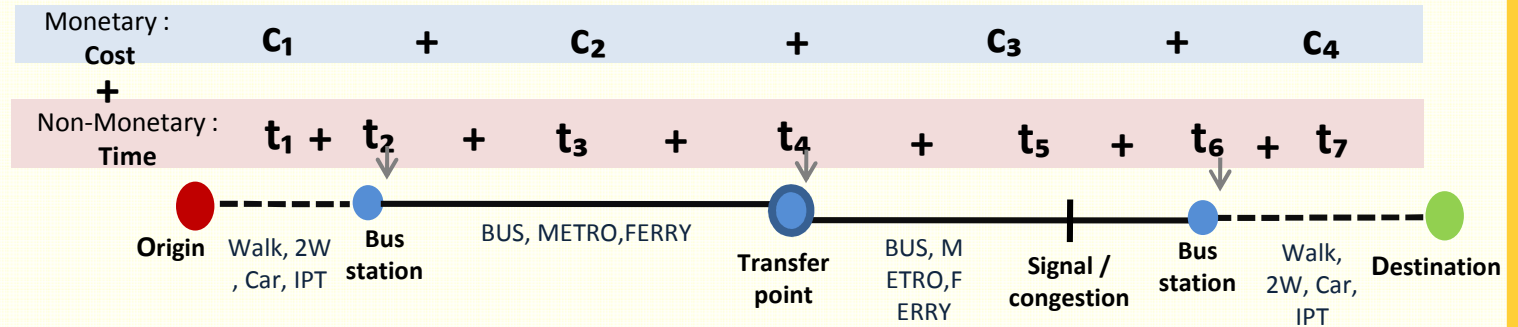 Monetary :
Cost
c₁ + c₂ + c₃ + c₄
+
Non-Monetary :
Time
t₁ + t₂ + t₃ + t₄ + t₅ + t₆ + t₇
Origin
Walk, 2W
, Car, IPT
Bus
station
BUS, METRO,FERRY
Transfer
point
BUS, M
ETRO,F
ERRY
Signal /
congestion
Bus
station
Walk,
2W, Car,
IPT
Destination